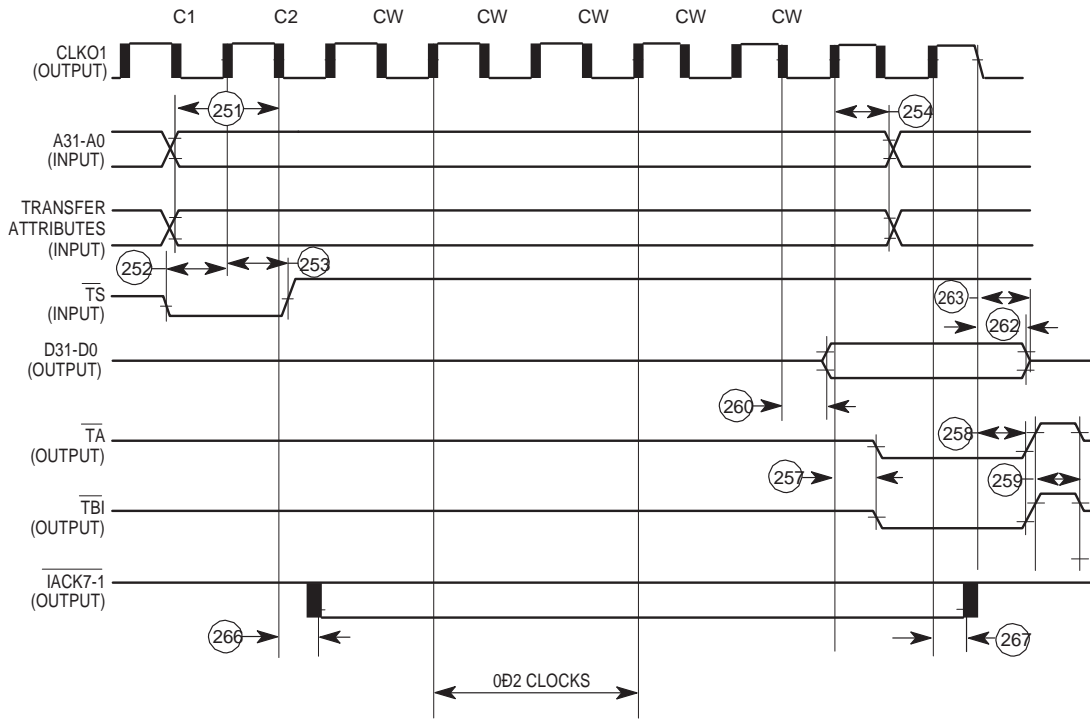 C1 C2 CW CW CW CW CW
CLKO1
(OUTPUT)
251
254
A31-A0
(INPUT)
TRANSFER
ATTRIBUTES
(INPUT)
252
253
TS
(INPUT)
263
262
D31-D0
(OUTPUT)
260
TA
(OUTPUT)
258
257
259
TBI
(OUTPUT)
IACK7-1
(OUTPUT)
266
267
0Ð2 CLOCKS